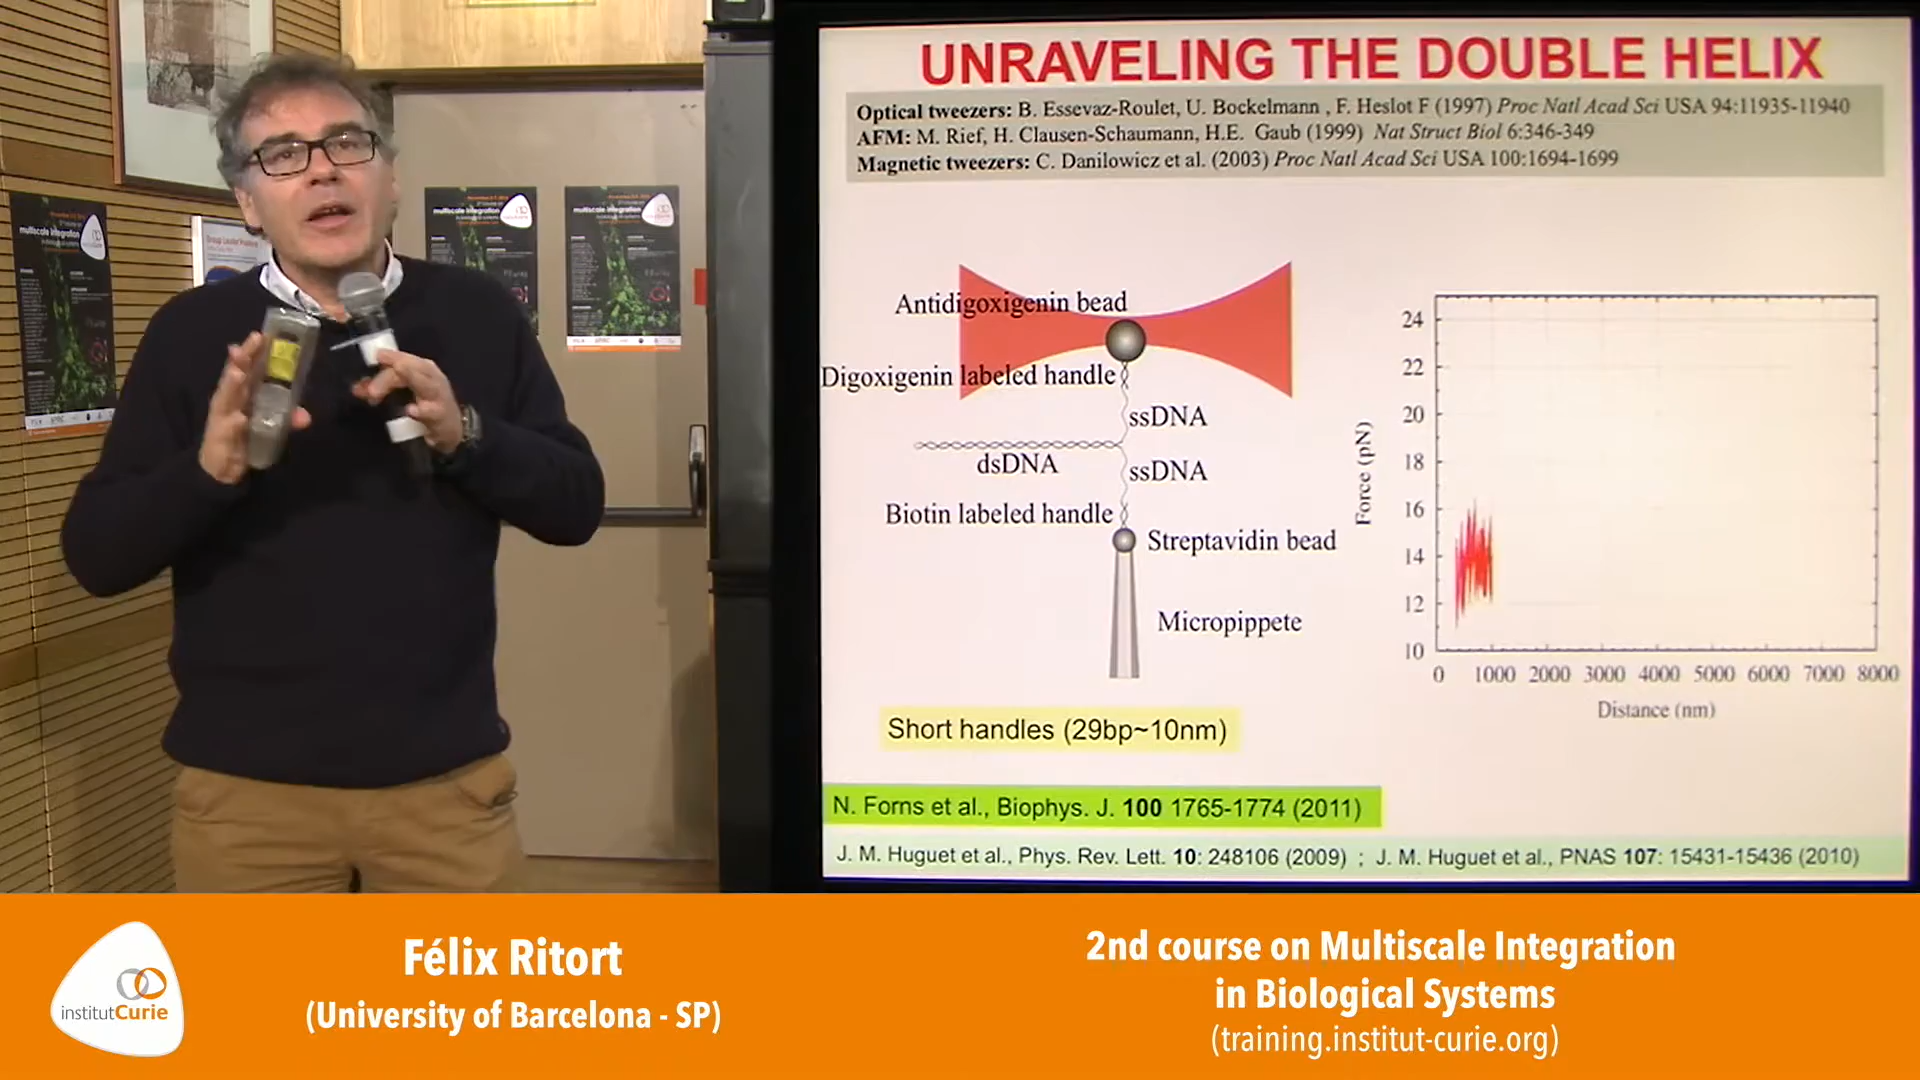 UNRAVELING THE DOUBLE HELIX
Optical tweezers: B. Essevaz-Roulet, U. Bockelmann , F. Heslot F (1997) Proc Natl Acad Sci USA 94:11935-11940
AFM: M. Rief, H. Clausen-Schaumann, H.E. Gaub (1999) Nat Struct Biol 6:346-349
Magnetic tweezers: C. Danilowicz et al. (2003) Proc Natl Acad Sci USA 100:1694-1699
Antidigoxigenin bead
Digoxigenin labeled handle
ssDNA
dsDNA
ssDNA
Biotin labeled handle
Streptavidin bead
Micropippete
Force (pN)
24
22
20
18
16
14
12
10
0 1000 2000 3000 4000 5000 6000 7000 8000
Distance (nm)
Short handles (29bp~10nm)
N. Forns et al., Biophys. J. 100 1765-1774 (2011)
J. M. Huguet et al., Phys. Rev. Lett. 10: 248106 (2009) ; J. M. Huguet et al., PNAS 107: 15431-15436 (2010)
multiscale integration
multiscale integration
multiscale integration
institutCurie
Félix Ritort
(University of Barcelona - SP)
2nd course on Multiscale Integration
in Biological Systems
(training.institut-curie.org)